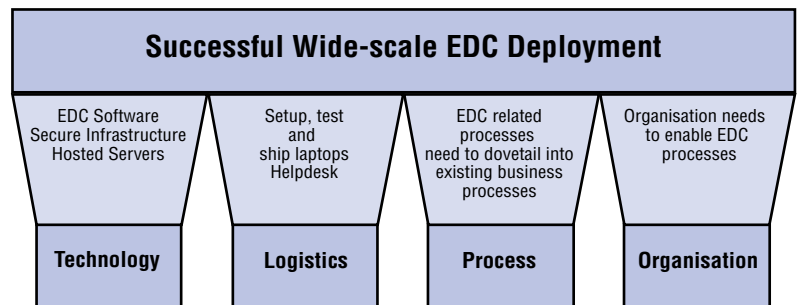 Successful Wide-scale EDC Deployment
EDC Software
Secure Infrastructure
Hosted Servers
Setup, test
and
ship laptops
Helpdesk
EDC related
processes
need to dovetail into
existing business
processes
Organisation needs
to enable EDC
processes
Technology
Logistics
Process
Organisation